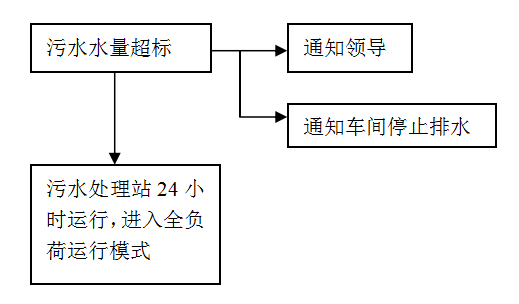 污水水量超标
通知领导
通知车间停止排水
污水处理站 24 小
时运行，进入全负
荷运行模式